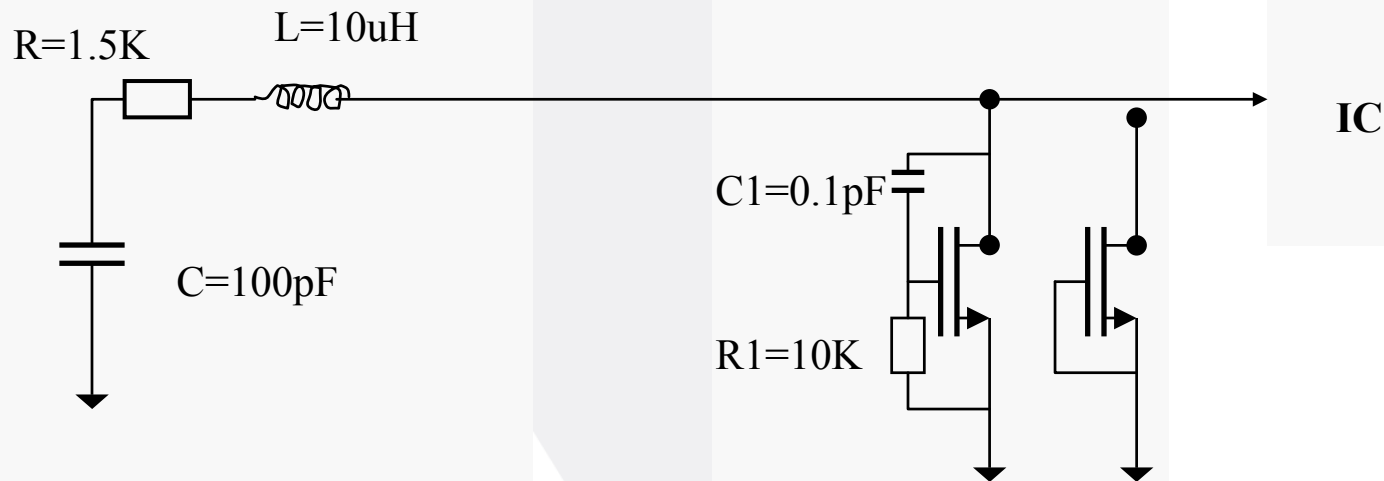 R=1.5K
L=10uH
IC
C1=0.1pF
C=100pF
R1=10K